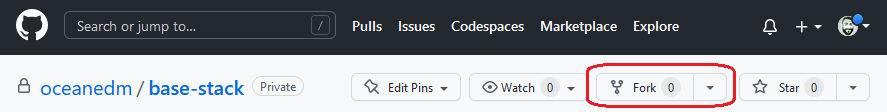 Search or jump to... / Pulls Issues Codespaces Marketplace Explore +
oceanedm / base-stack Private Edit Pins Watch 0 Fork 0 Star 0